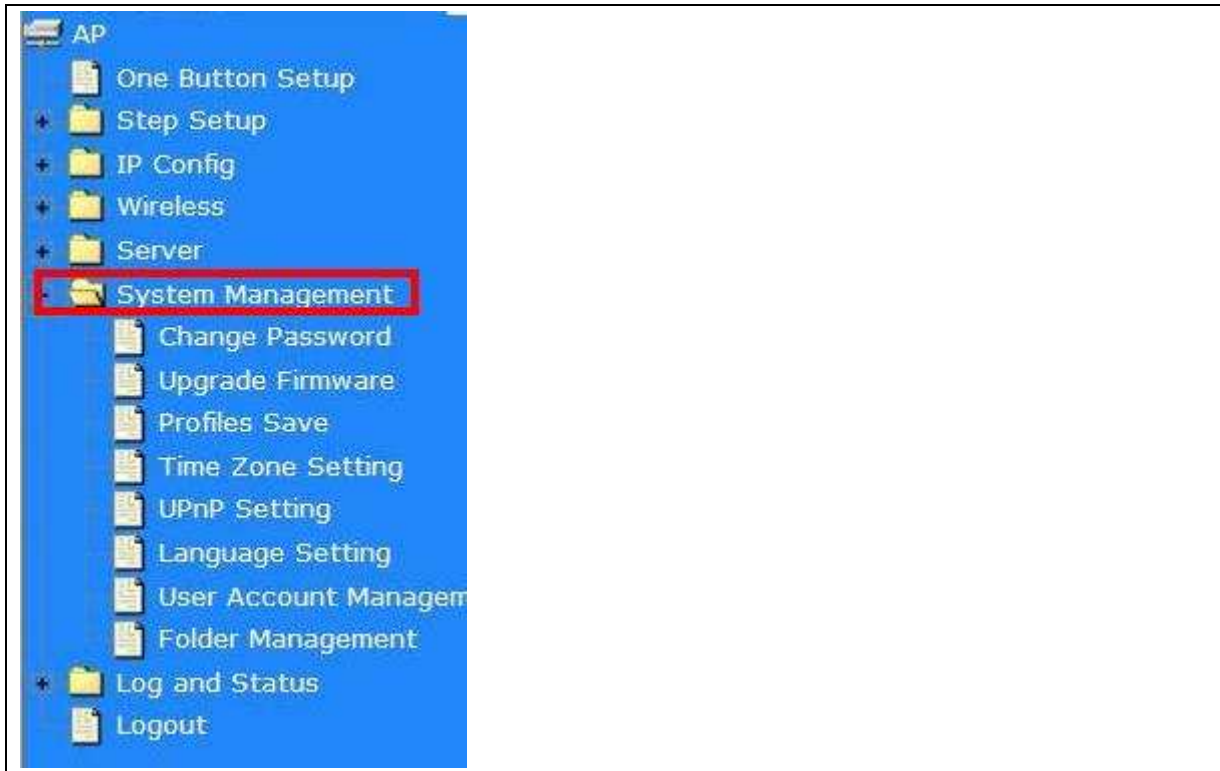 AP
One Button Setup
Step Setup
IP Config
Wireless
Server
System Management
Change Password
Upgrade Firmware
Profiles Save
Time Zone Setting
UPnP Setting
Language Setting
User Account Managem
Folder Management
Log and Status
Logout